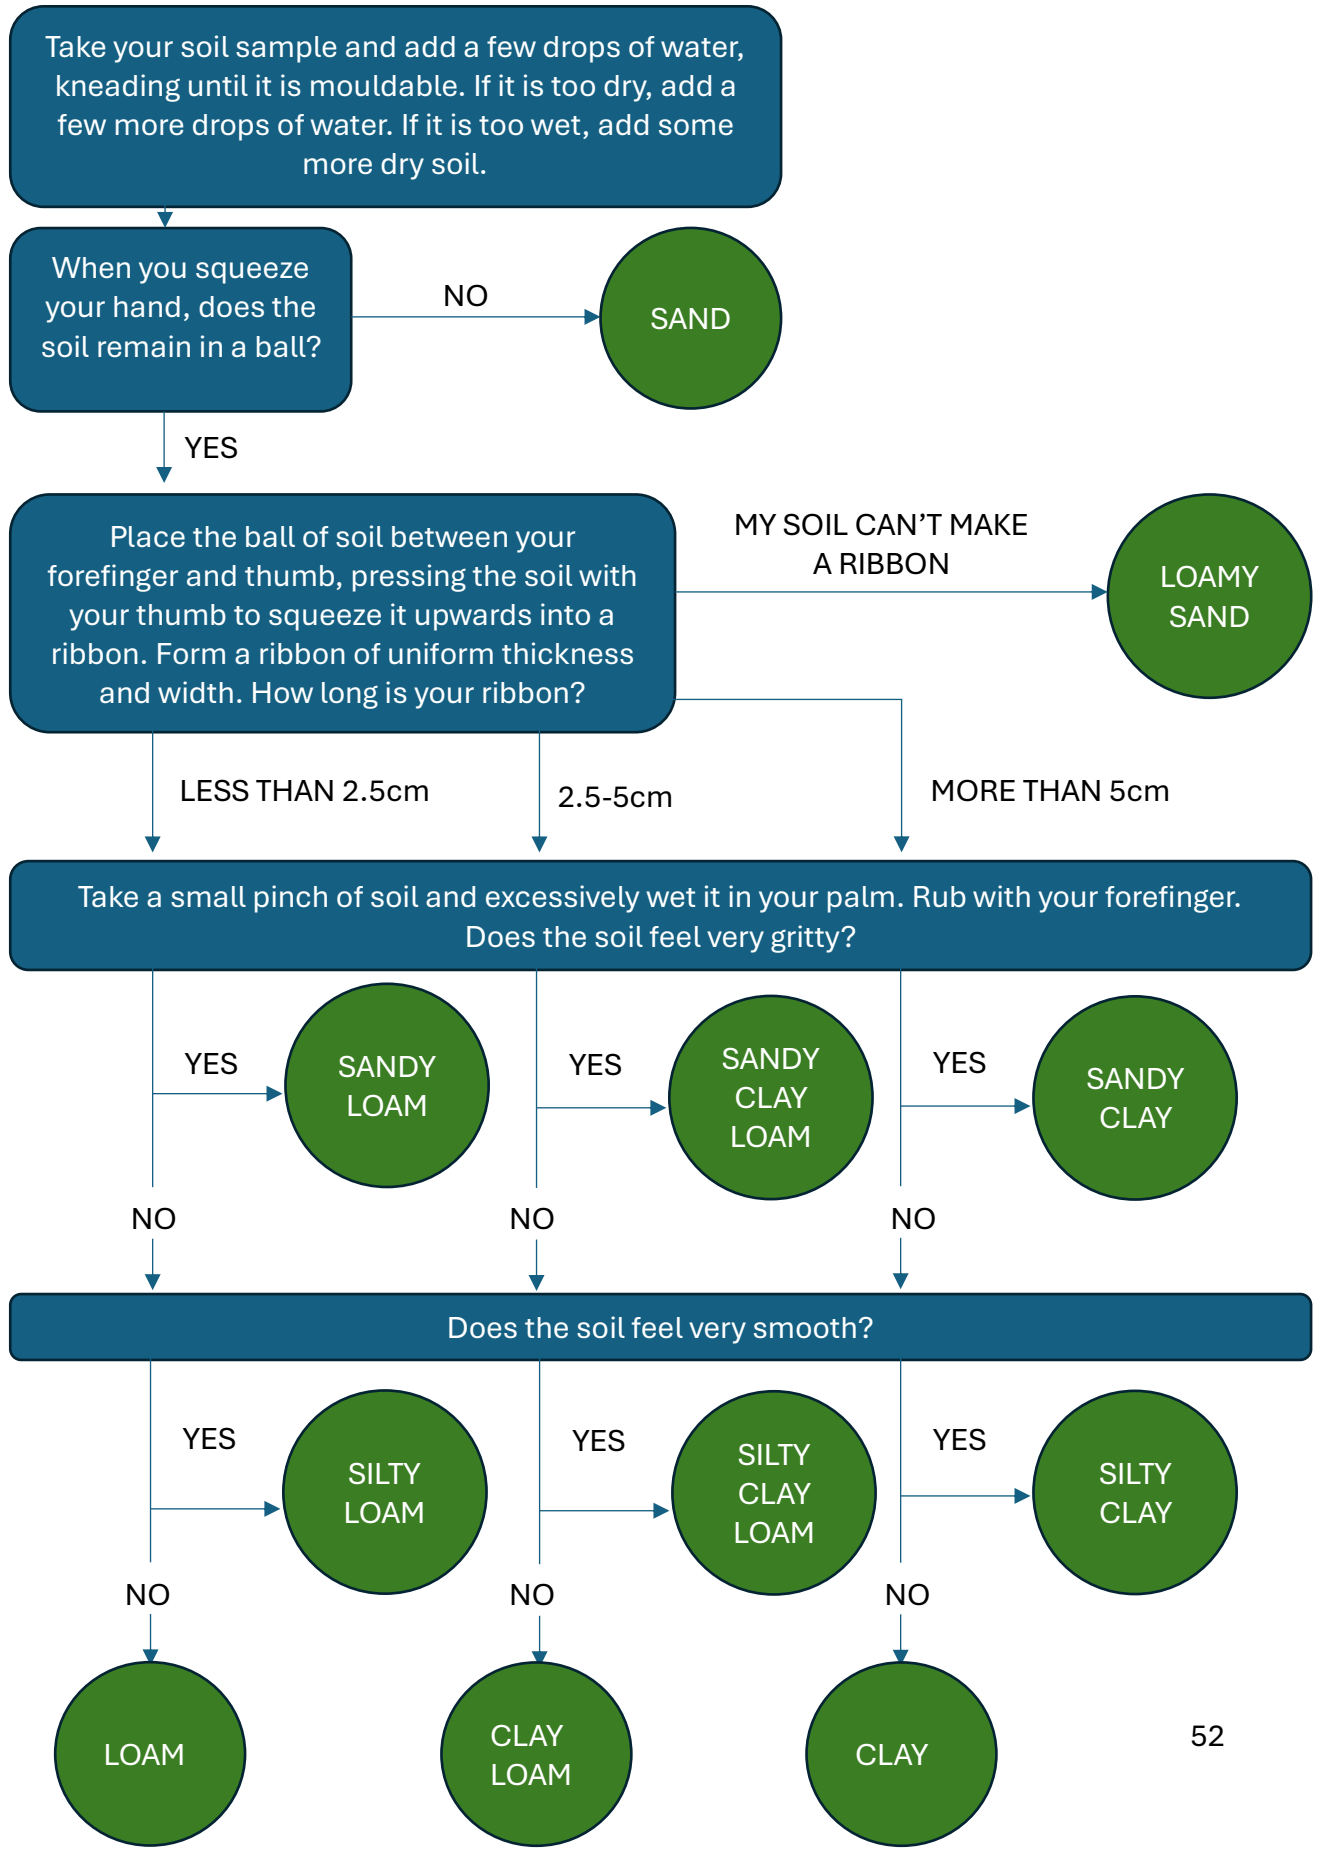 Take your soil sample and add a few drops of water,
kneading until it is mouldable. If it is too dry, add a
few more drops of water. If it is too wet, add some
more dry soil.
When you squeeze
your hand, does the
soil remain in a ball?
NO
SAND
YES
Place the ball of soil between your
forefinger and thumb, pressing the soil with
your thumb to squeeze it upwards into a
ribbon. Form a ribbon of uniform thickness
and width. How long is your ribbon?
MY SOIL CAN'T MAKE
A RIBBON
LOAMY
SAND
LESS THAN 2.5cm
2.5-5cm
MORE THAN 5cm
Take a small pinch of soil and excessively wet it in your palm. Rub with your forefinger.
Does the soil feel very gritty?
YES
SANDY
LOAM
YES
SANDY
CLAY
LOAM
YES
SANDY
CLAY
NO
NO
NO
Does the soil feel very smooth?
YES
SILTY
LOAM
YES
SILTY
CLAY
LOAM
YES
SILTY
CLAY
NO
NO
NO
LOAM
CLAY
LOAM
CLAY
52